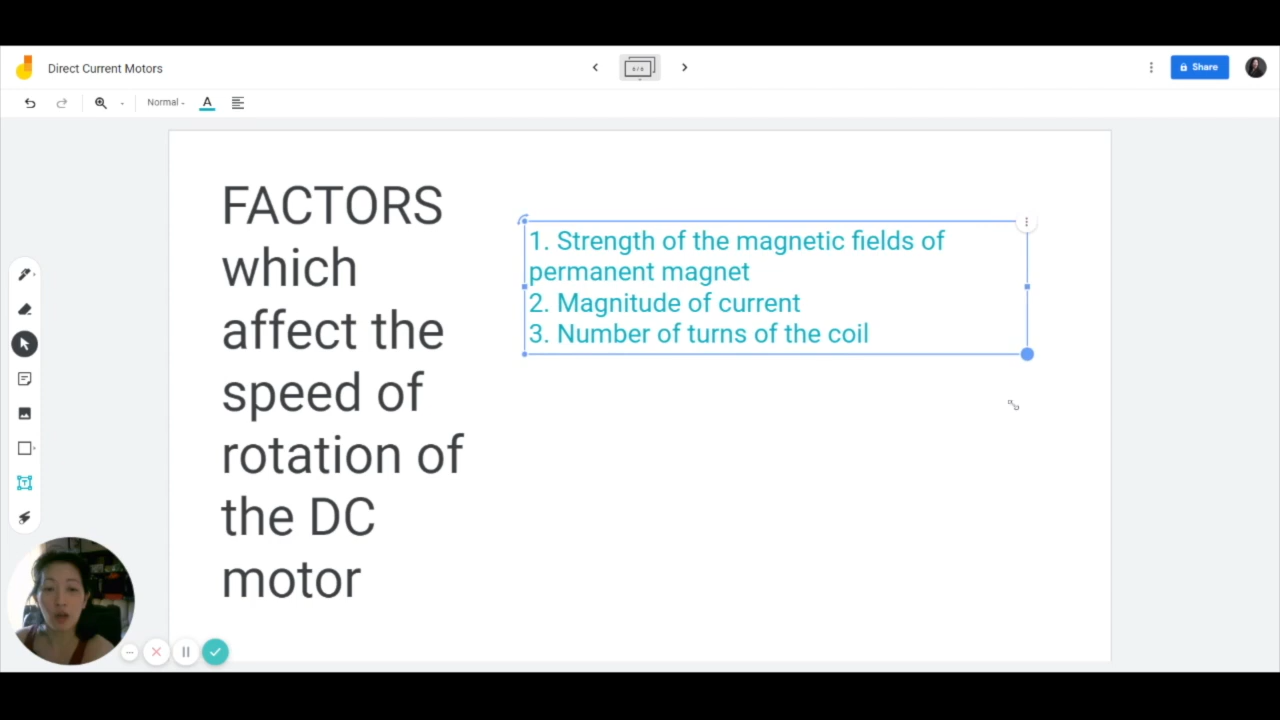 Direct Current Motors
Share
Normal
A
FACTORS
which
affect the
speed of
rotation of
the DC
motor
1. Strength of the magnetic fields of
permanent magnet
2. Magnitude of current
3. Number of turns of the coil